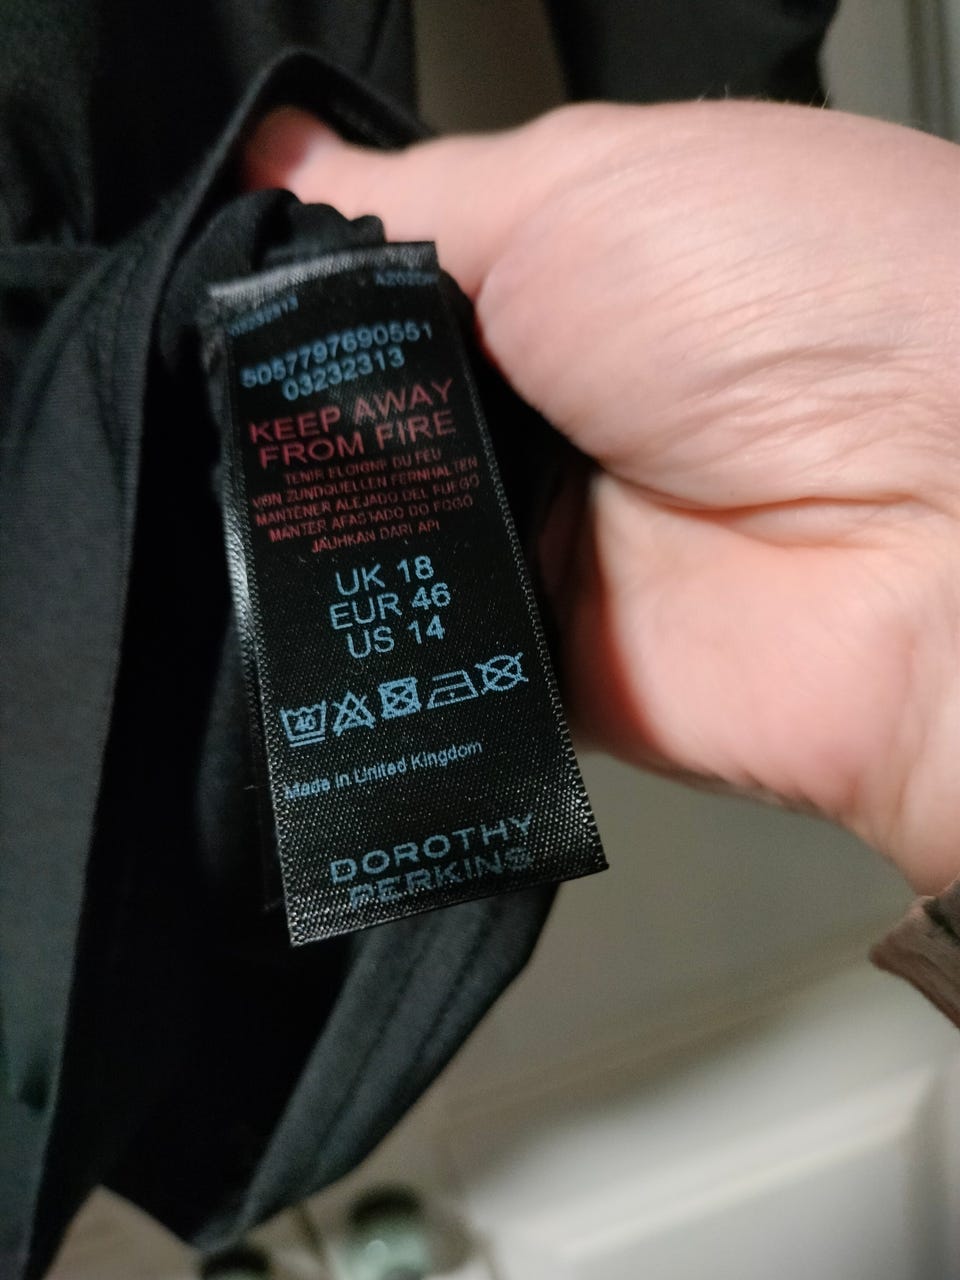 5057797690551
03232313
KEEP AWAY
FROM FIRE
TENIR ELOIGNE DU FEU
VON ZUNDQUELLEN FERNHALTEN
MANTENER ALEJADO DEL FUEGO
MANTER AFASTADO DO FOGO
JAUHKAN DARI API
UK 18
EUR 46
US 14
40
Made in United Kingdom
DOROTHY
PERKINS